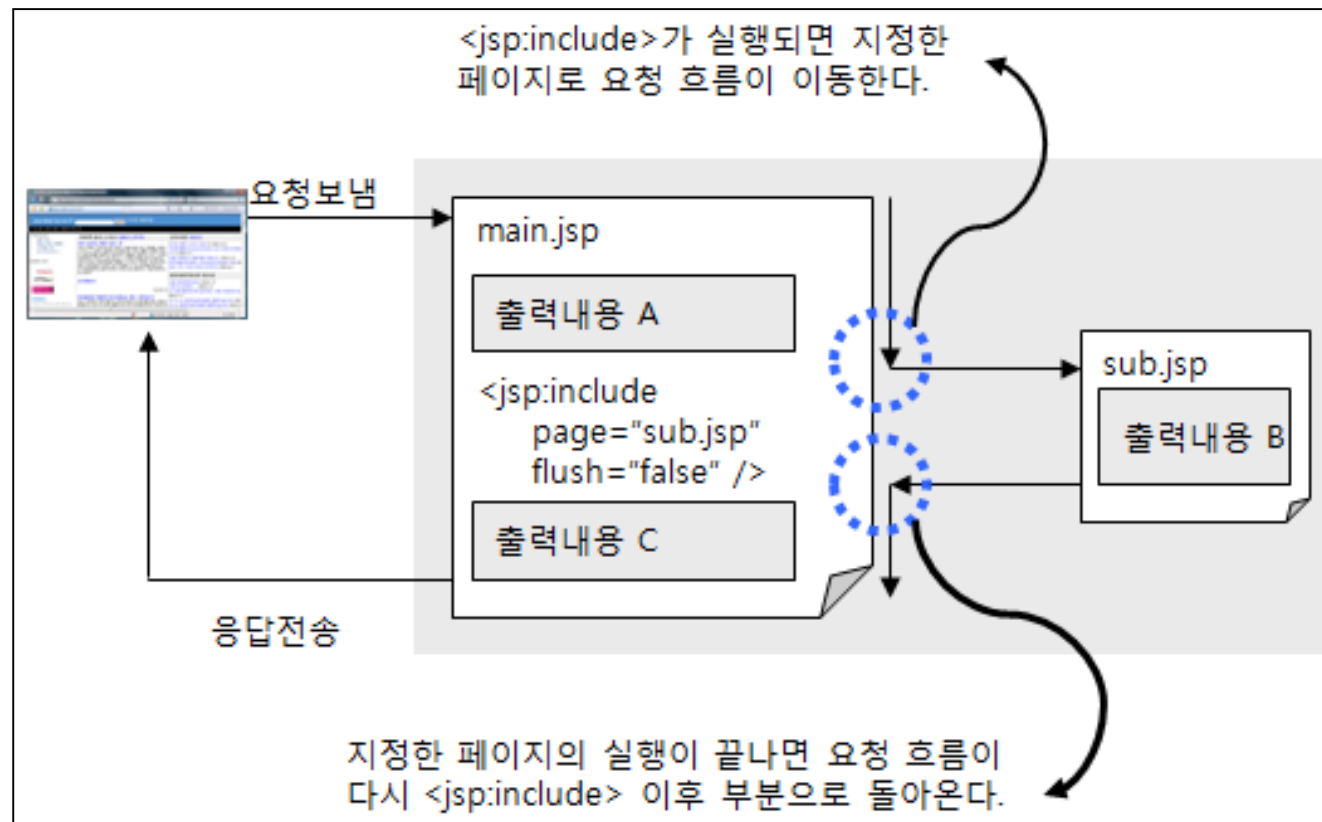 <jsp:include>가 실행되면 지정한
페이지로 요청 흐름이 이동한다.
요청보냄
main.jsp
출력내용 A
<jsp:include
page="sub.jsp"
flush="false" />
출력내용 C
sub.jsp
출력내용 B
응답전송
지정한 페이지의 실행이 끝나면 요청 흐름이
다시 <jsp:include> 이후 부분으로 돌아온다.